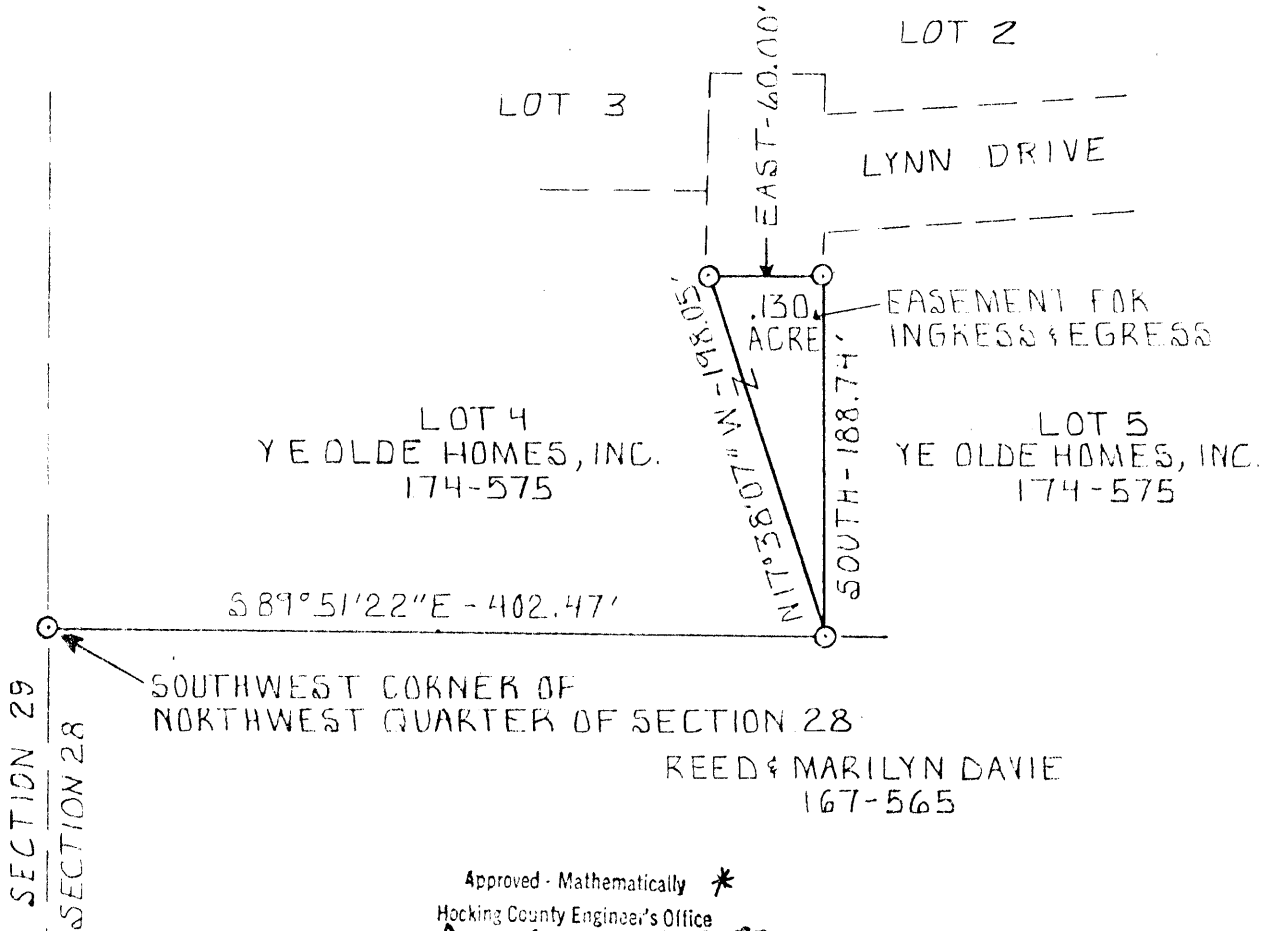 LOT 2
LOT 3
EAST-60.00'
LYNN DRIVE
.130
ACRE
EASEMENT FOR
INGRESS & EGRESS
N17°38'07" W -198.05'
SOUTH-188.74'
LOT 4
YE OLDE HOMES, INC.
174-575
LOT 5
YE OLDE HOMES, INC.
174-575
S89°51'22"E - 402.47'
SOUTHWEST CORNER OF
NORTHWEST QUARTER OF SECTION 28
SECTION 29
SECTION 28
REED & MARILYN DAVIE
167-565
Approved - Mathematically *
Hocking County Engineer's Office